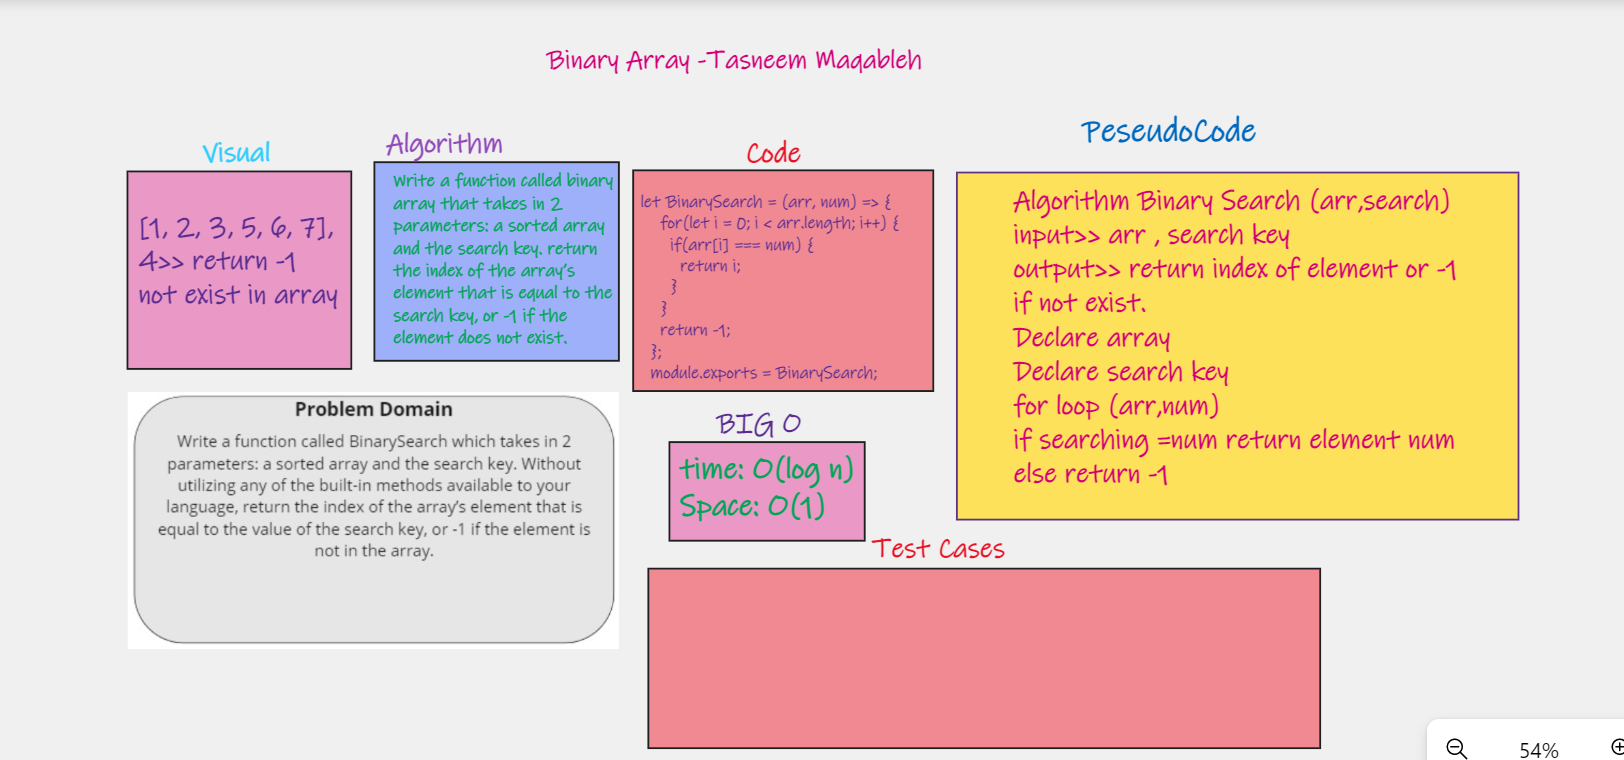 Binary Array -Tasneem Maqableh
Visual
[1, 2, 3, 5, 6, 7],
4>> return -1
not exist in array
Algorithm
Write a function called binary
array that takes in 2
parameters: a sorted array
and the search key. return
the index of the array's
element that is equal to the
search key, or -1 if the
element does not exist.
Code
let BinarySearch = (arr, num) => {
for(let i = 0; i < arr.length; i++) {
if(arr[i] === num) {
return i;
}
}
return -1;
};
module.exports = BinarySearch;
PeseudoCode
Algorithm Binary Search (arr,search)
input>> arr , search key
output>> return index of element or -1
if not exist.
Declare array
Declare search key
for loop (arr,num)
if searching =num return element num
else return -1
Problem Domain
Write a function called BinarySearch which takes in 2
parameters: a sorted array and the search key. Without
utilizing any of the built-in methods available to your
language, return the index of the array's element that is
equal to the value of the search key, or -1 if the element is
not in the array.
BIG O
time: O(log n)
Space: O(1)
Test Cases
54%